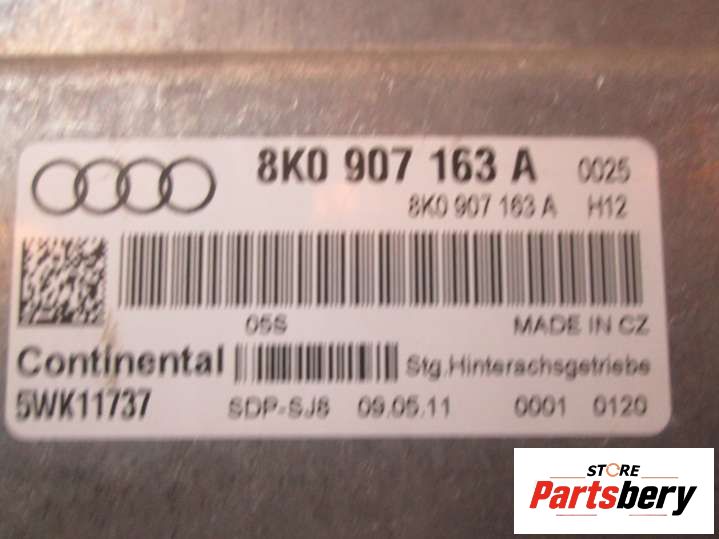 8K0 907 163 A 0025
8K0 907 163 A H12
05S MADE IN CZ
Continental Stg.Hinterachsgetriebe
5WK11737 SDP-SJ8 09.05.11 0001 0120
STORE
Partsbery